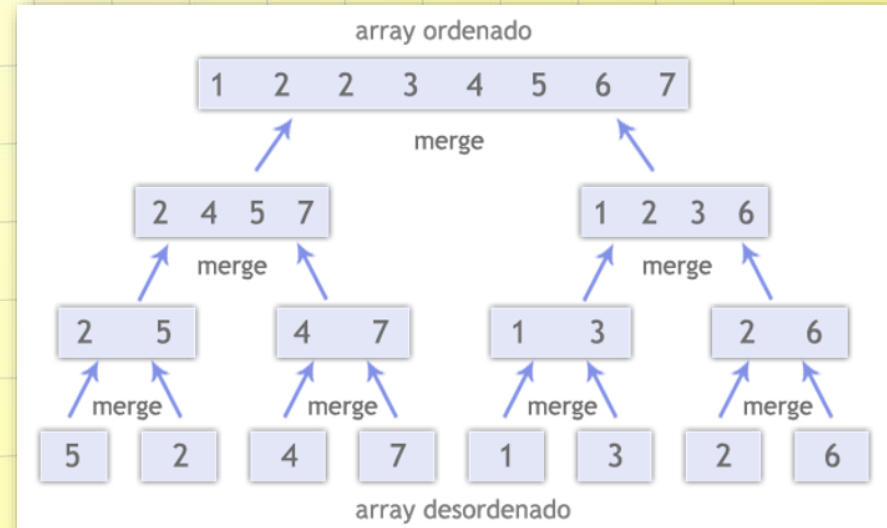 array ordenado
1 2 2 3 4 5 6 7
merge
2 4 5 7
1 2 3 6
merge
merge
2 5
4 7
1 3
2 6
merge
merge
merge
merge
5
2
4
7
1
3
2
6
array desordenado